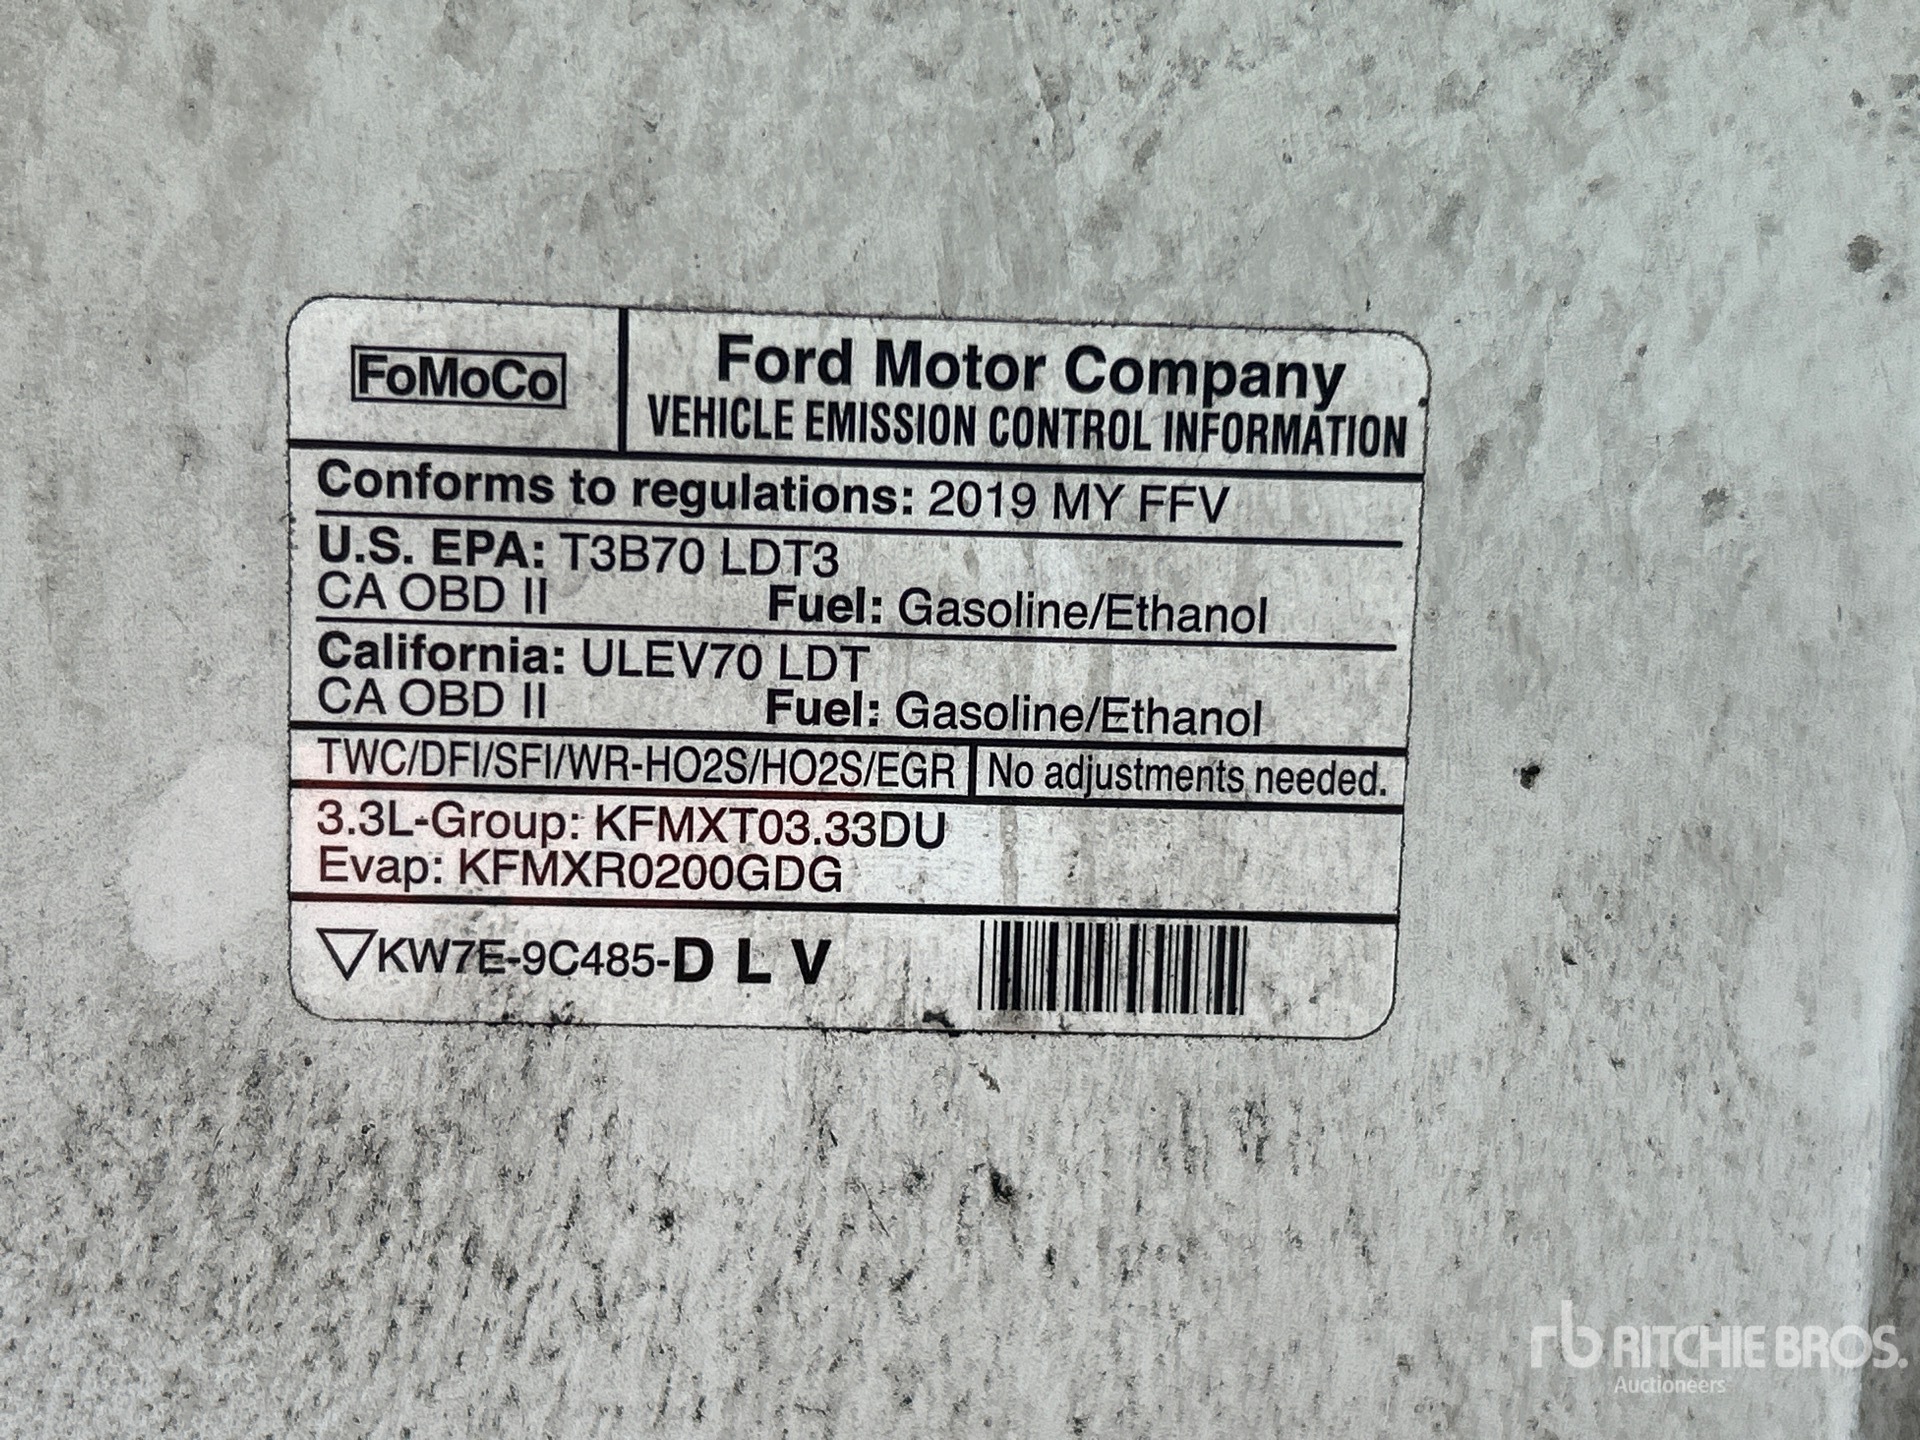 FoMoCo
Ford Motor Company
VEHICLE EMISSION CONTROL INFORMATION
Conforms to regulations: 2019 MY FFV
U.S. EPA: T3B70 LDT3
CA OBD II Fuel: Gasoline/Ethanol
California: ULEV70 LDT
CA OBD II Fuel: Gasoline/Ethanol
TWC/DFI/SFI/WR-HO2S/HO2S/EGR No adjustments needed.
3.3L-Group: KFMXT03.33DU
Evap: KFMXR0200GDG
KW7E-9C485-D L V
rb RITCHIE BROS.
Auctioneers